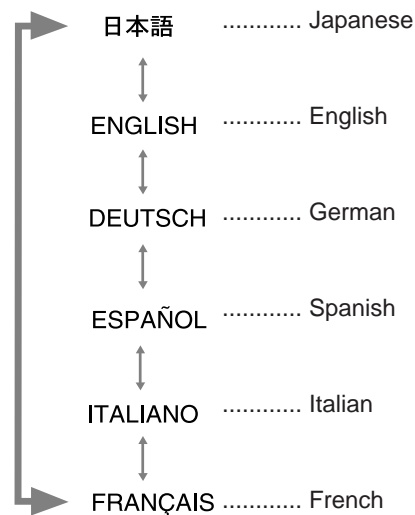 日本語 ............ Japanese
ENGLISH ............ English
DEUTSCH ............ German
ESPAÑOL ............ Spanish
ITALIANO ............ Italian
FRANÇAIS ............ French